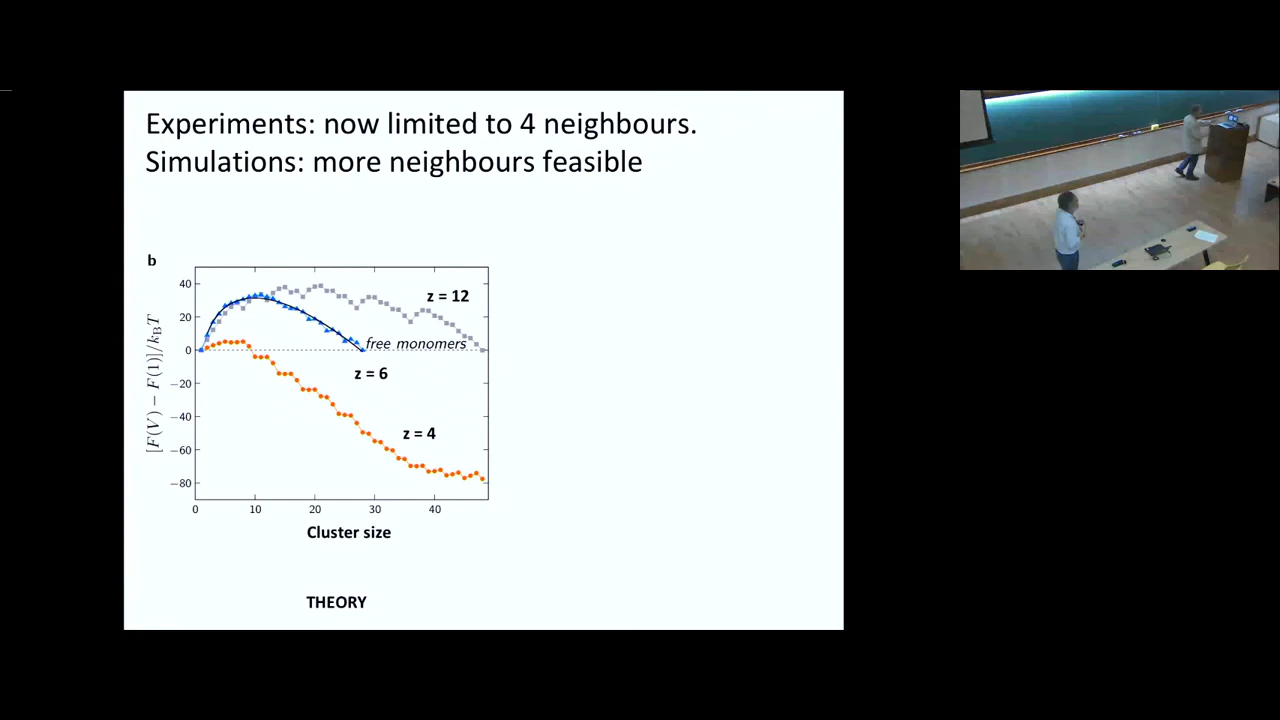 Experiments: now limited to 4 neighbours.
Simulations: more neighbours feasible
b
[F(V) − F(1)]/k_BT
40
20
0
−20
−40
−60
−80
z = 12
free monomers
z = 6
z = 4
0 10 20 30 40
Cluster size
THEORY